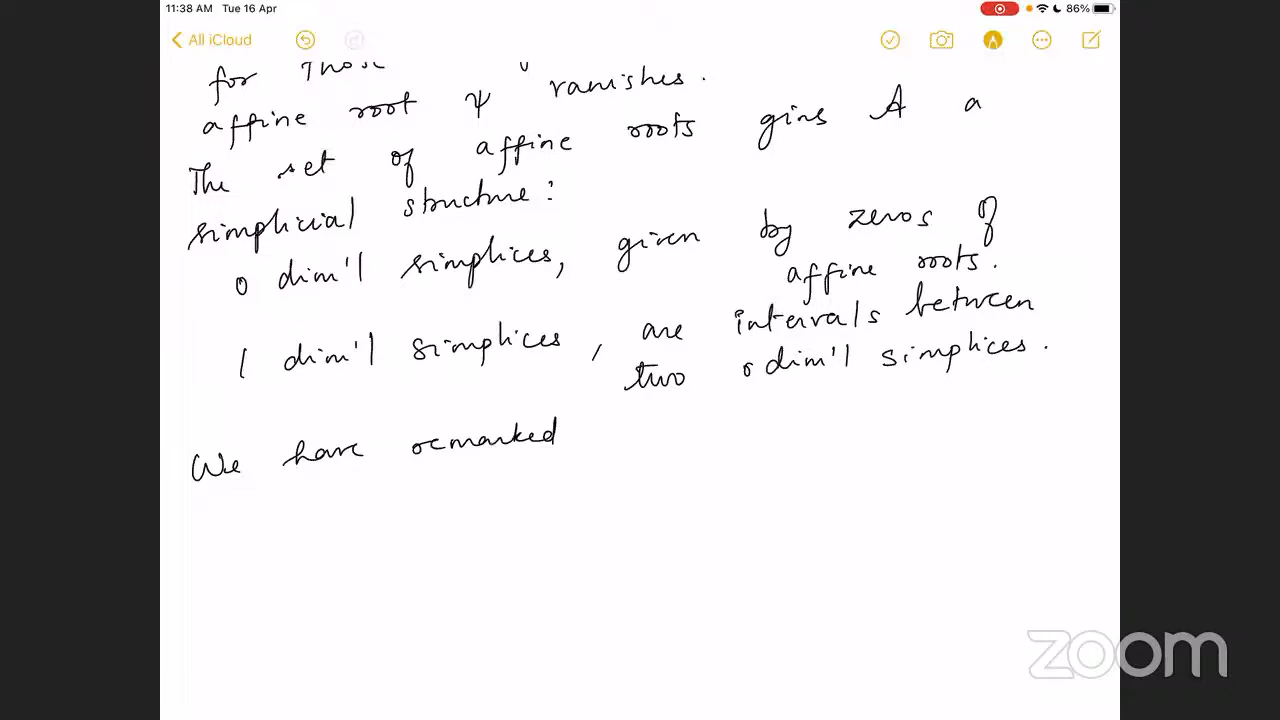 11:38 AM Tue 16 Apr
86%
All iCloud
for those
affine root ψ vanishes.
The set of affine roots gives A a
simplicial structure:
0 dim'l simplices, given by zeros of
affine roots.
1 dim'l simplices, are intervals between
two 0 dim'l simplices.
We have remarked
zoom